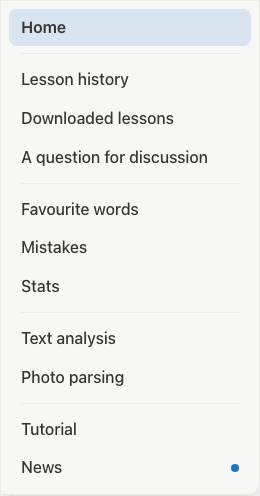 Home
Lesson history
Downloaded lessons
A question for discussion
Favourite words
Mistakes
Stats
Text analysis
Photo parsing
Tutorial
News